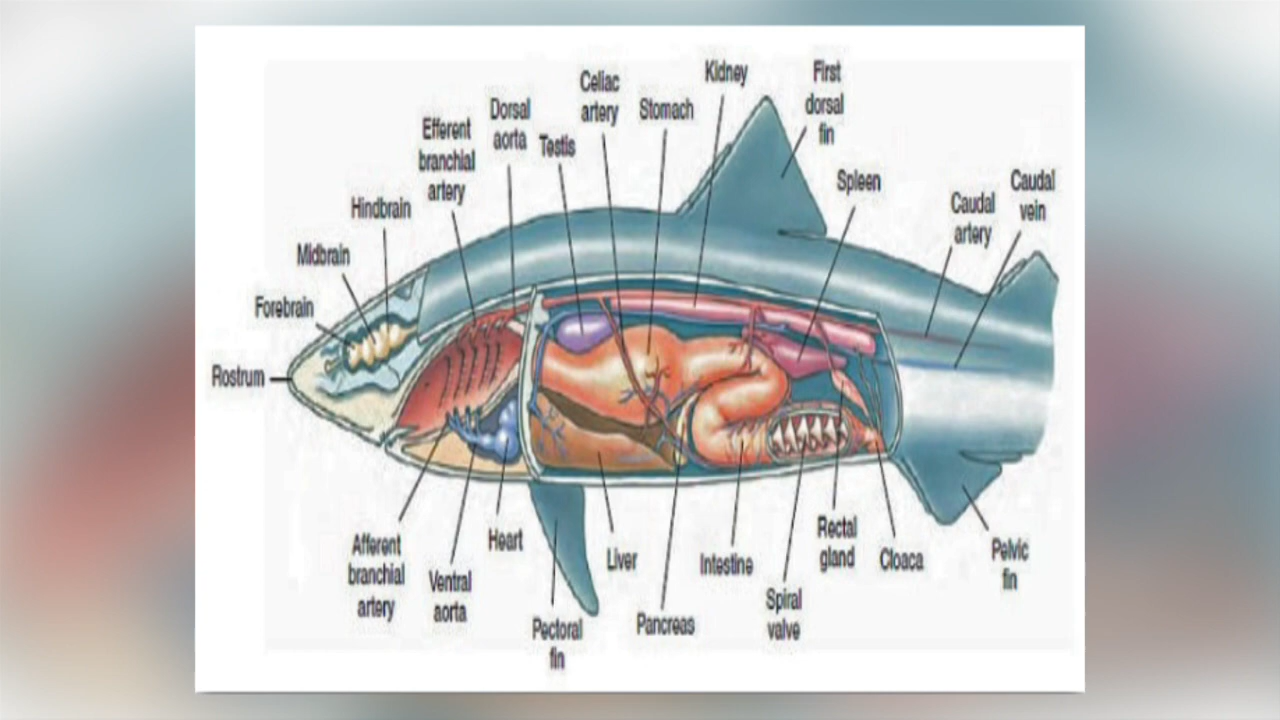 Celiac
artery
Kidney
First
dorsal
fin
Dorsal
aorta
Stomach
Efferent
branchial
artery
Testis
Spleen
Caudal
vein
Caudal
artery
Hindbrain
Midbrain
Forebrain
Rostrum
Afferent
branchial
artery
Ventral
aorta
Heart
Pectoral
fin
Liver
Pancreas
Intestine
Spiral
valve
Rectal
gland
Cloaca
Pelvic
fin